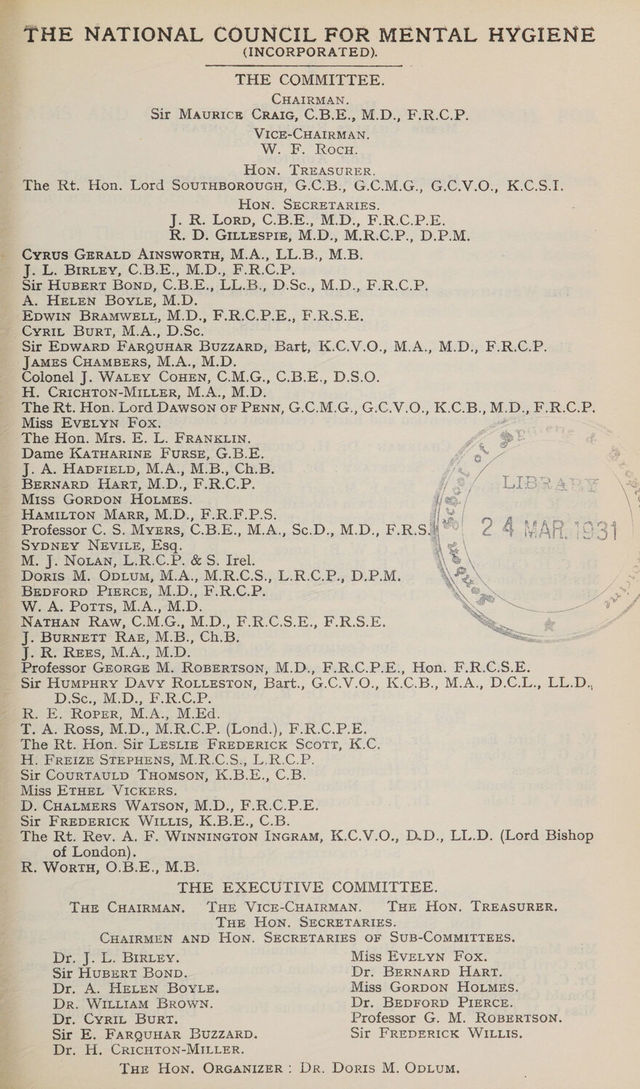 THE NATIONAL COUNCIL FOR MENTAL HYGIENE
(INCORPORATED).
THE COMMITTEE.
CHAIRMAN.
Sir MAURICE CRAIG, C.B.E., M.D., F.R.C.P.
VICE-CHAIRMAN.
W. F. ROCH.
HON. TREASURER.
The Rt. Hon. Lord SOUTHBOROUGH, G.C.B., G.C.M.G., G.C.V.O., K.C.S.I.
HON. SECRETARIES.
J. R. LORD, C.B.E., M.D., F.R.C.P.E.
R. D. GILLESPIE, M.D., M.R.C.P., D.P.M.
CYRUS GERALD AINSWORTH, M.A., LL.B., M.B.
J. L. BIRLEY, C.B.E., M.D., F.R.C.P.
Sir HUBERT BOND, C.B.E., LL.B., D.Sc., M.D., F.R.C.P.
A. HELEN BOYLE, M.D.
EDWIN BRAMWELL, M.D., F.R.C.P.E., F.R.S.E.
CYRIL BURT, M.A., D.Sc.
Sir EDWARD FARQUHAR BUZZARD, Bart, K.C.V.O., M.A., M.D., F.R.C.P.
JAMES CHAMBERS, M.A., M.D.
Colonel J. WALEY COHEN, C.M.G., C.B.E., D.S.O.
H. CRICHTON-MILLER, M.A., M.D.
The Rt. Hon. Lord DAWSON OF PENN, G.C.M.G., G.C.V.O., K.C.B., M.D., F.R.C.P.
Miss EVELYN FOX.
The Hon. Mrs. E. L. FRANKLIN.
Dame KATHARINE FURSE, G.B.E.
J. A. HADFIELD, M.A., M.B., Ch.B.
BERNARD HART, M.D., F.R.C.P.
MISS GORDON HOLMES.
HAMILTON MARR, M.D., F.R.F.P.S.
Professor C. S. MYERS, C.B.E., M.A., Sc.D., M.D., F.R.S.
SYDNEY NEVILE, Esq.
M. J. NOLAN, L.R.C.P. & S. Irel.
DORIS M. ODLUM, M.A., M.R.C.S., L.R.C.P., D.P.M.
BEDFORD PIERCE, M.D., F.R.C.P.
W. A. POTTS, M.A., M.D.
NATHAN RAW, C.M.G., M.D., F.R.C.S.E., F.R.S.E.
J. BURNETT RAE, M.B., Ch.B.
J. R. REES, M.A., M.D.
Professor GEORGE M. ROBERTSON, M.D., F.R.C.P.E., Hon. F.R.C.S.E.
Sir HUMPHRY DAVY ROLLESTON, Bart., G.C.V.O., K.C.B., M.A., D.C.L., LL.D.,
D.Sc., M.D., F.R.C.P.
R. E. ROPER, M.A., M.Ed.
T. A. ROSS, M.D., M.R.C.P. (Lond.), F.R.C.P.E.
The Rt. Hon. Sir LESLIE FREDERICK SCOTT, K.C.
H. FREIZE STEPHENS, M.R.C.S., L.R.C.P.
Sir COURTAULD THOMSON, K.B.E., C.B.
Miss ETHEL VICKERS.
D. CHALMERS WATSON, M.D., F.R.C.P.E.
Sir FREDERICK WILLIS, K.B.E., C.B.
The Rt. Rev. A. F. WINNINGTON INGRAM, K.C.V.O., D.D., LL.D. (Lord Bishop
of London).
R. WORTH, O.B.E., M.B.
School of Hygiene &
LIBRARY
24 MAR. 1931
London
THE EXECUTIVE COMMITTEE.
THE CHAIRMAN. THE VICE-CHAIRMAN. THE HON. TREASURER.
THE HON. SECRETARIES.
CHAIRMEN AND HON. SECRETARIES OF SUB-COMMITTEES.
Dr. J. L. BIRLEY.
Sir HUBERT BOND.
Dr. A. HELEN BOYLE.
DR. WILLIAM BROWN.
Dr. CYRIL BURT.
Sir E. FARQUHAR BUZZARD.
Dr. H. CRICHTON-MILLER.
Miss EVELYN FOX.
Dr. BERNARD HART.
Miss GORDON HOLMES.
Dr. BEDFORD PIERCE.
Professor G. M. ROBERTSON.
Sir FREDERICK WILLIS.
THE HON. ORGANIZER : DR. DORIS M. ODLUM.